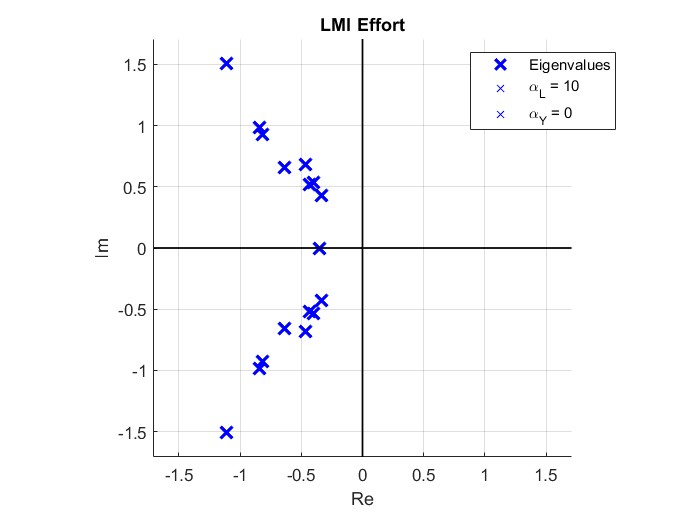 LMI Effort
Eigenvalues
α_L = 10
α_Y = 0
1.5
1
0.5
0
-0.5
-1
-1.5
Im
-1.5 -1 -0.5 0 0.5 1 1.5
Re